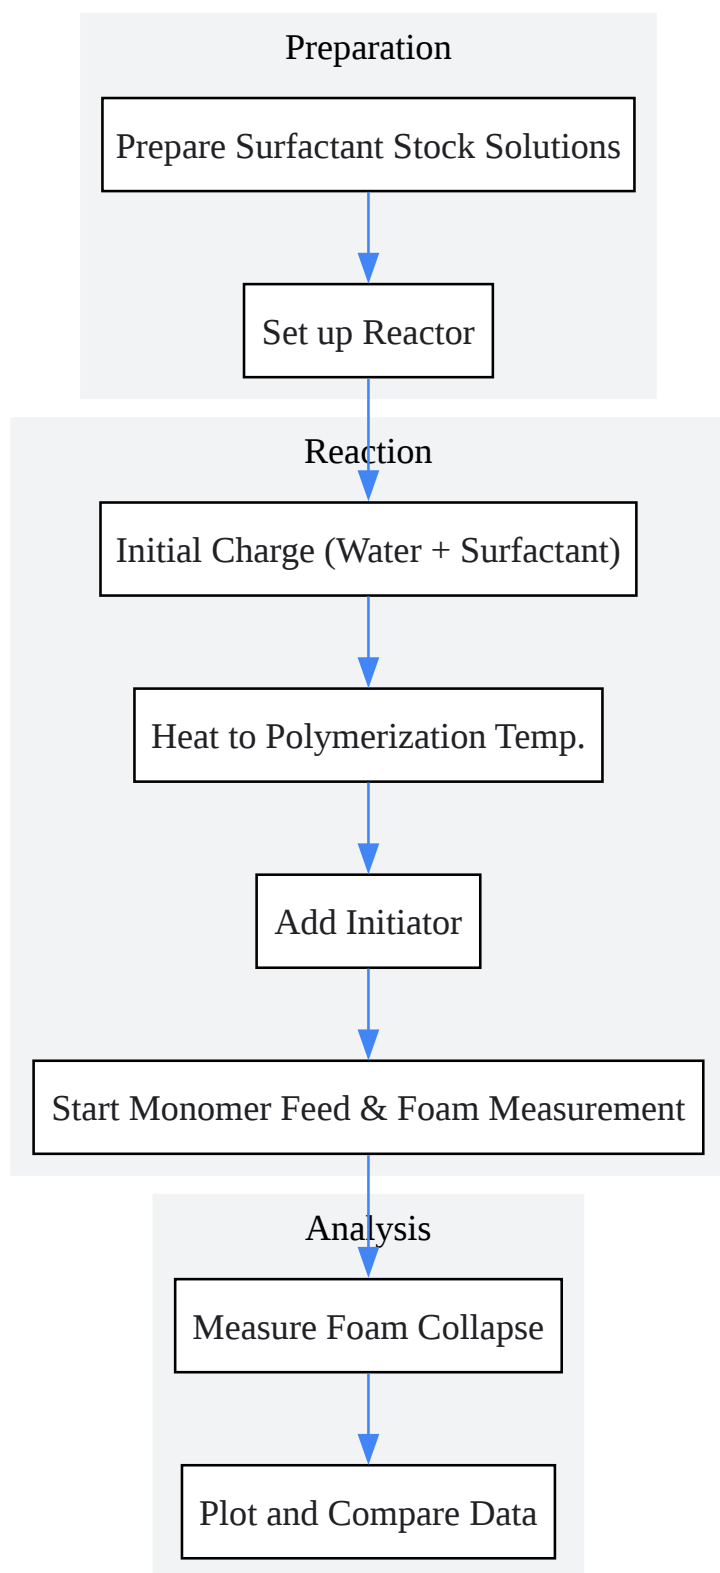 Preparation
Prepare Surfactant Stock Solutions
Set up Reactor
Reaction
Initial Charge (Water + Surfactant)
Heat to Polymerization Temp.
Add Initiator
Start Monomer Feed & Foam Measurement
Analysis
Measure Foam Collapse
Plot and Compare Data